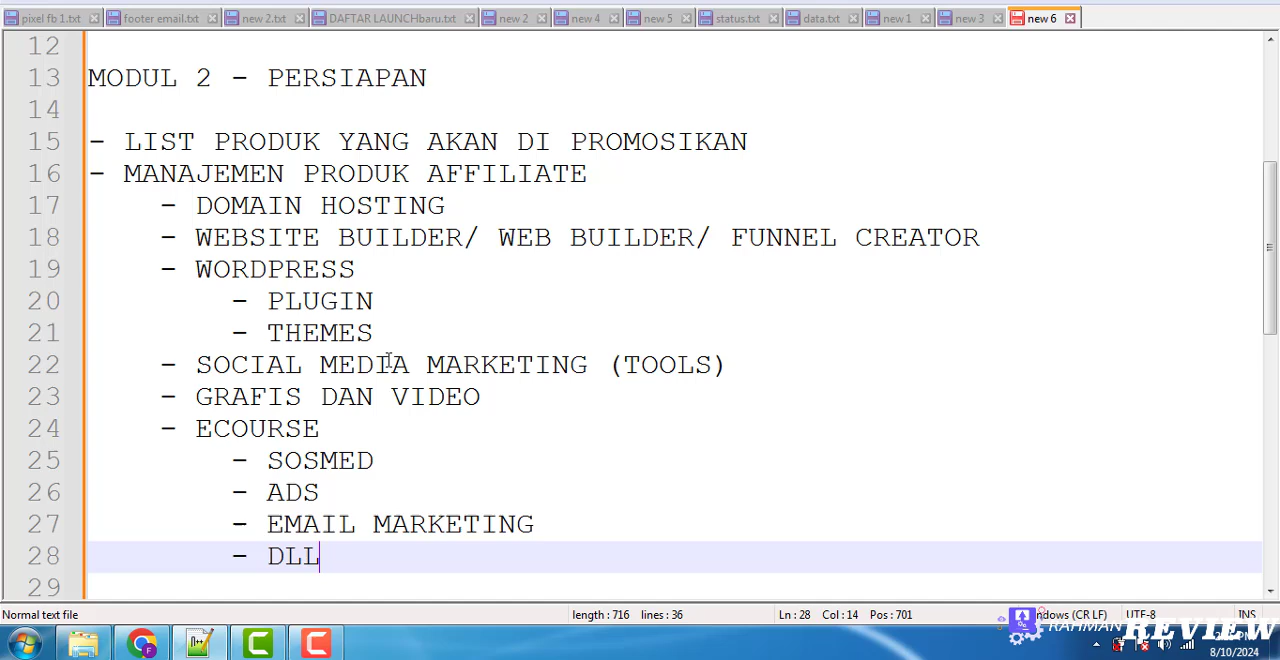 pixel fb 1.txt footer email.txt new 2.txt DAFTAR LAUNCHbaru.txt new 2 new 4 new 5 status.txt data.txt new 1 new 3 new 6
12
13 MODUL 2 - PERSIAPAN
14
15 - LIST PRODUK YANG AKAN DI PROMOSIKAN
16 - MANAJEMEN PRODUK AFFILIATE
17 - DOMAIN HOSTING
18 - WEBSITE BUILDER/ WEB BUILDER/ FUNNEL CREATOR
19 - WORDPRESS
20 - PLUGIN
21 - THEMES
22 - SOCIAL MEDIA MARKETING (TOOLS)
23 - GRAFIS DAN VIDEO
24 - ECOURSE
25 - SOSMED
26 - ADS
27 - EMAIL MARKETING
28 - DLL
29
Normal text file length : 716 lines : 36 Ln : 28 Col : 14 Pos : 701 ndows (CR LF) UTF-8 INS
RAHMAN REVIEW
8/10/2024